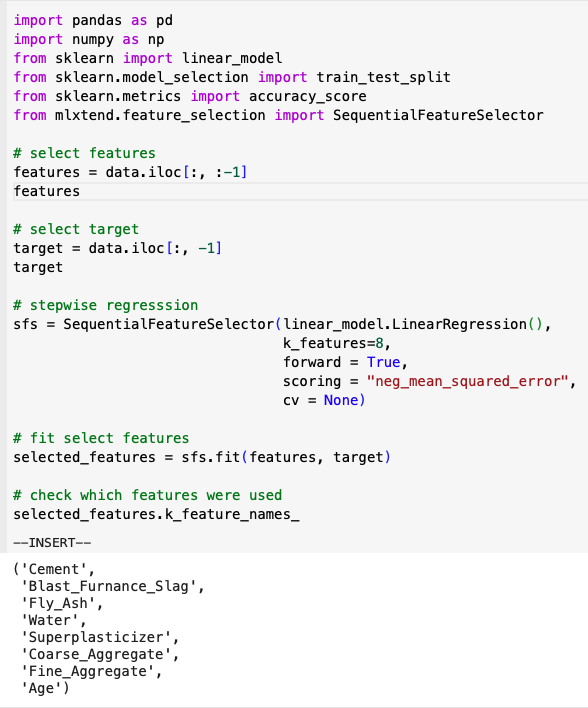 import pandas as pd
import numpy as np
from sklearn import linear_model
from sklearn.model_selection import train_test_split
from sklearn.metrics import accuracy_score
from mlxtend.feature_selection import SequentialFeatureSelector
# select features
features = data.iloc[:, :-1]
features
# select target
target = data.iloc[:, -1]
target
# stepwise regresssion
sfs = SequentialFeatureSelector(linear_model.LinearRegression(),
k_features=8,
forward = True,
scoring = "neg_mean_squared_error",
cv = None)
# fit select features
selected_features = sfs.fit(features, target)
# check which features were used
selected_features.k_feature_names_
--INSERT--
('Cement',
'Blast_Furnance_Slag',
'Fly_Ash',
'Water',
'Superplasticizer',
'Coarse_Aggregate',
'Fine_Aggregate',
'Age')